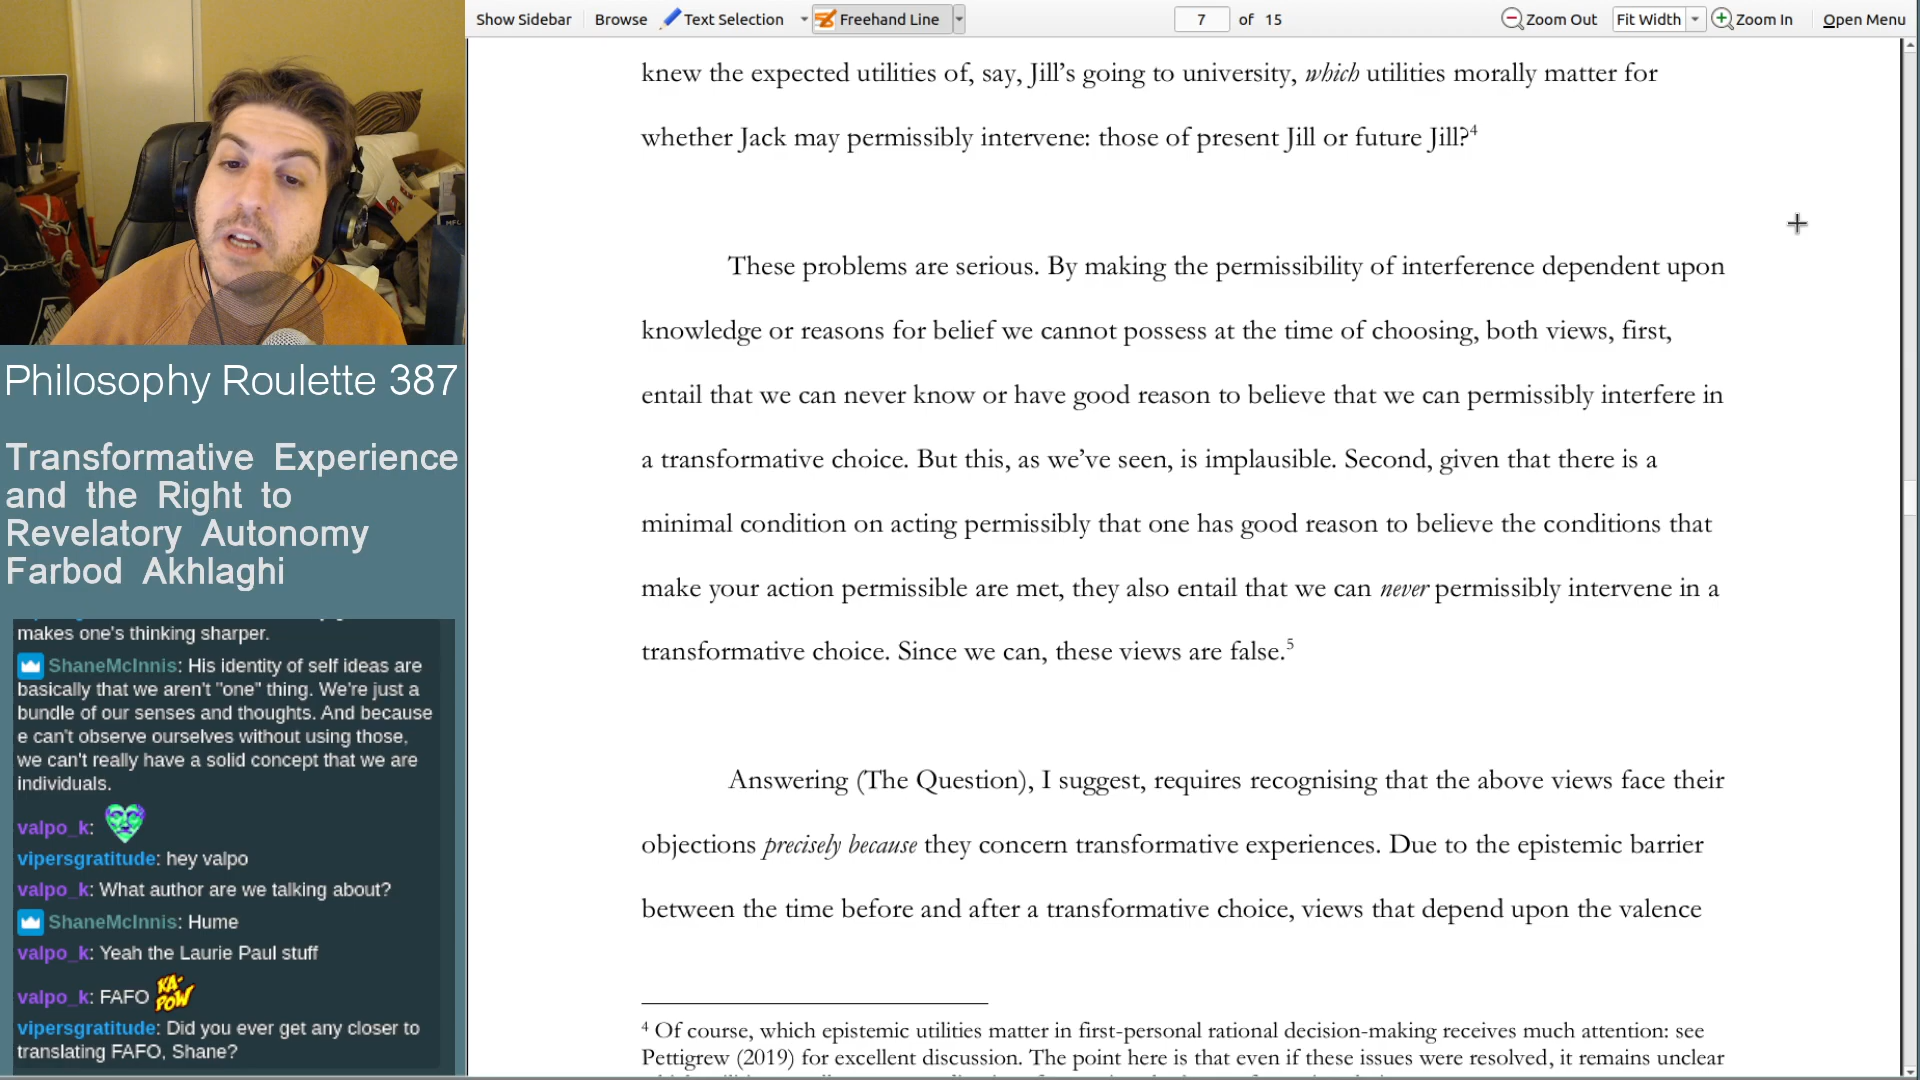 Show Sidebar Browse Text Selection Freehand Line 7 of 15 Zoom Out Fit Width Zoom In Open Menu
knew the expected utilities of, say, Jill’s going to university, which utilities morally matter for
whether Jack may permissibly intervene: those of present Jill or future Jill?4
These problems are serious. By making the permissibility of interference dependent upon
knowledge or reasons for belief we cannot possess at the time of choosing, both views, first,
entail that we can never know or have good reason to believe that we can permissibly interfere in
a transformative choice. But this, as we’ve seen, is implausible. Second, given that there is a
minimal condition on acting permissibly that one has good reason to believe the conditions that
make your action permissible are met, they also entail that we can never permissibly intervene in a
transformative choice. Since we can, these views are false.5
Answering (The Question), I suggest, requires recognising that the above views face their
objections precisely because they concern transformative experiences. Due to the epistemic barrier
between the time before and after a transformative choice, views that depend upon the valence
4 Of course, which epistemic utilities matter in first-personal rational decision-making receives much attention: see
Pettigrew (2019) for excellent discussion. The point here is that even if these issues were resolved, it remains unclear
Philosophy Roulette 387
Transformative Experience
and the Right to
Revelatory Autonomy
Farbod Akhlaghi
makes one's thinking sharper.
ShaneMcInnis: His identity of self ideas are
basically that we aren't "one" thing. We're just a
bundle of our senses and thoughts. And because
e can't observe ourselves without using those,
we can't really have a solid concept that we are
individuals.
valpo_k:
vipersgratitude: hey valpo
valpo_k: What author are we talking about?
ShaneMcInnis: Hume
valpo_k: Yeah the Laurie Paul stuff
valpo_k: FAFO KA-POW
vipersgratitude: Did you ever get any closer to
translating FAFO, Shane?